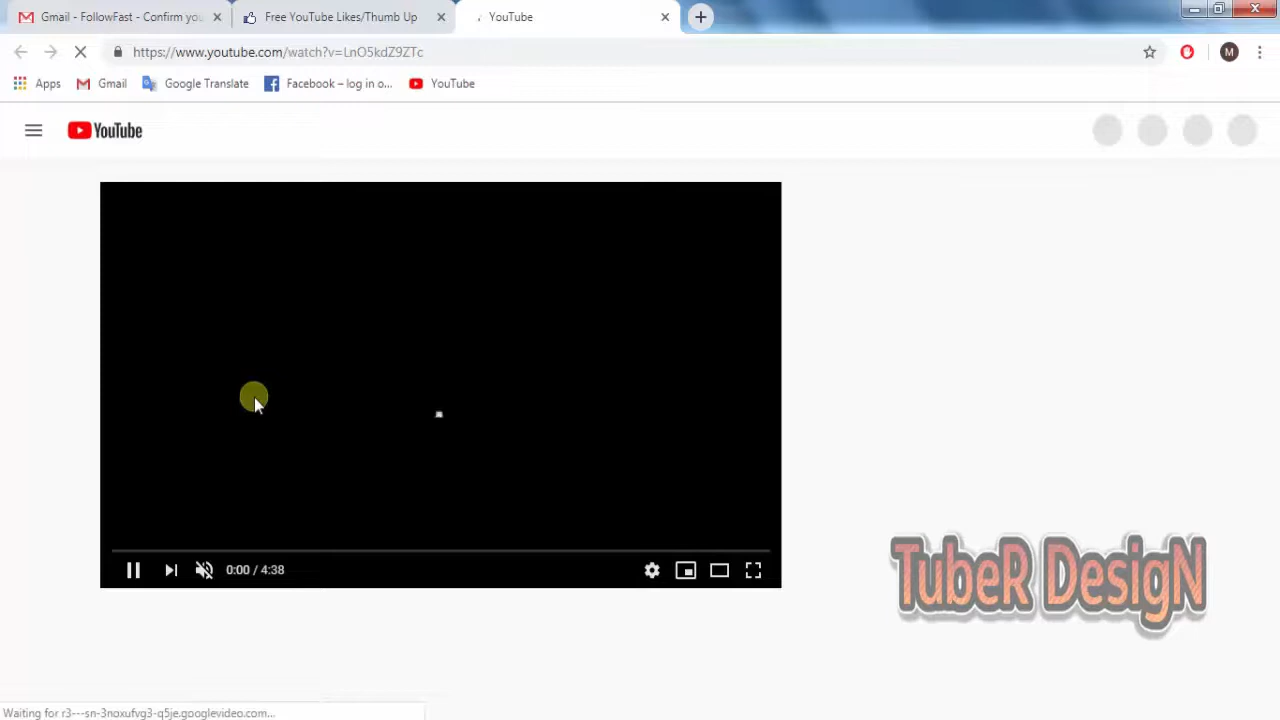 Gmail - FollowFast - Confirm you
Free YouTube Likes/Thumb Up
YouTube
https://www.youtube.com/watch?v=LnO5kdZ9ZTc
M
Apps
Gmail
Google Translate
Facebook – log in o...
YouTube
YouTube
0:00 / 4:38
TubeR DesigN
Waiting for r3---sn-3noxufvg3-q5je.googlevideo.com...